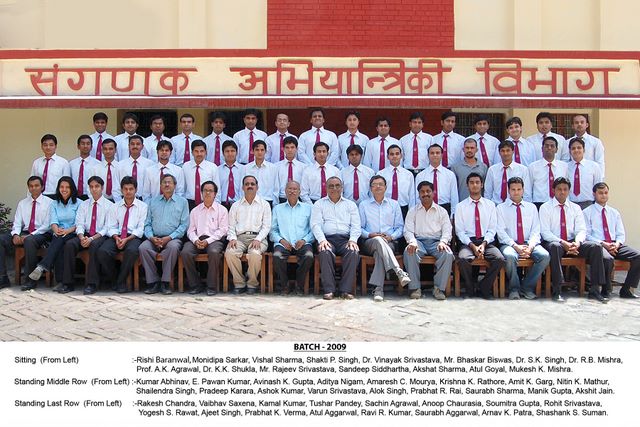 संगणक अभियान्त्रिकी विभाग
BATCH - 2009
Sitting (From Left) :-Rishi Baranwal, Monidipa Sarkar, Vishal Sharma, Shakti P. Singh, Dr. Vinayak Srivastava, Mr. Bhaskar Biswas, Dr. S.K. Singh, Dr. R.B. Mishra,
Prof. A.K. Agrawal, Dr. K.K. Shukla, Mr. Rajeev Srivastava, Sandeep Siddhartha, Akshat Sharma, Atul Goyal, Mukesh K. Mishra.
Standing Middle Row (From Left) :-Kumar Abhinav, E. Pawan Kumar, Avinash K. Gupta, Aditya Nigam, Amaresh C. Mourya, Krishna K. Rathore, Amit K. Garg, Nitin K. Mathur,
Shailendra Singh, Pradeep Karara, Ashok Kumar, Varun Srivastava, Alok Singh, Prabhat R. Rai, Saurabh Sharma, Manik Gupta, Akshit Jain.
Standing Last Row (From Left) :-Rakesh Chandra, Vaibhav Saxena, Kamal Kumar, Tushar Pandey, Sachin Agrawal, Anoop Chaurasia, Soumitra Gupta, Rohit Srivastava,
Yogesh S. Rawat, Ajeet Singh, Prabhat K. Verma, Atul Aggarwal, Ravi R. Kumar, Saurabh Aggarwal, Arnav K. Patra, Shashank S. Suman.